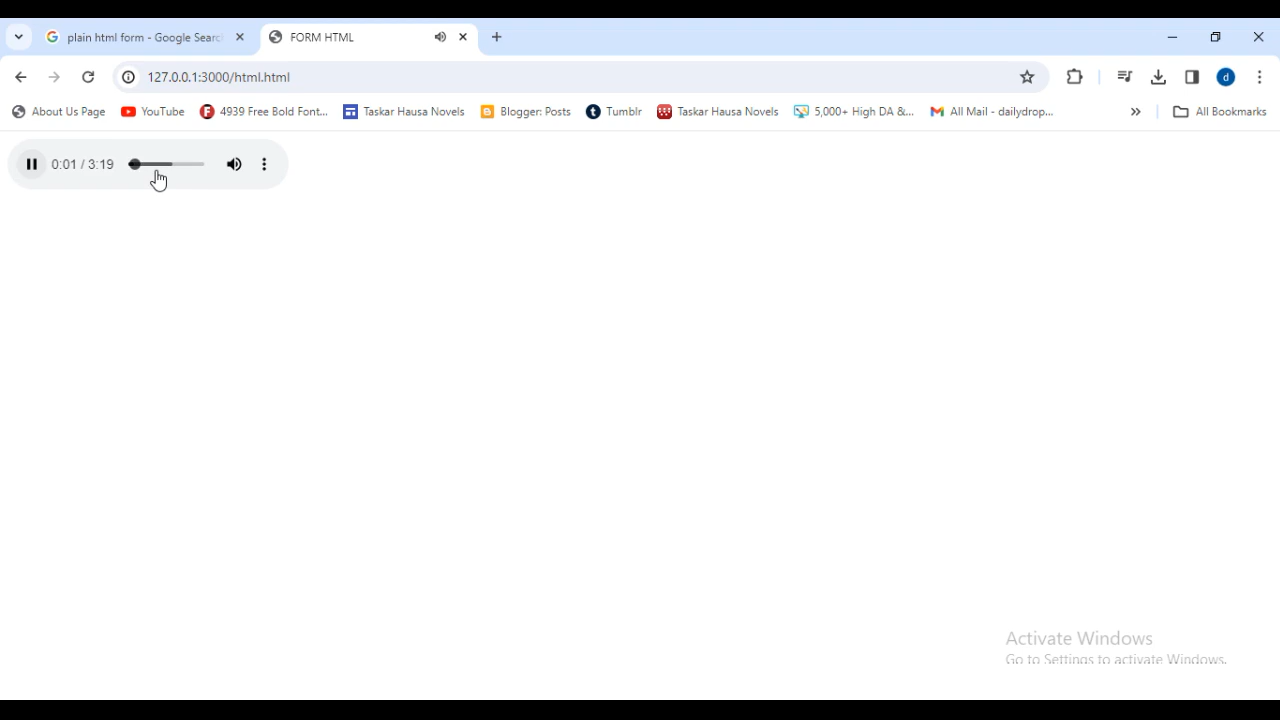 plain html form - Google Searc
FORM HTML
127.0.0.1:3000/html.html
About Us Page
YouTube
4939 Free Bold Font...
Taskar Hausa Novels
Blogger: Posts
Tumblr
Taskar Hausa Novels
5,000+ High DA &...
All Mail - dailydrop...
»
All Bookmarks
d
0:01 / 3:19
Activate Windows
Go to Settings to activate Windows.